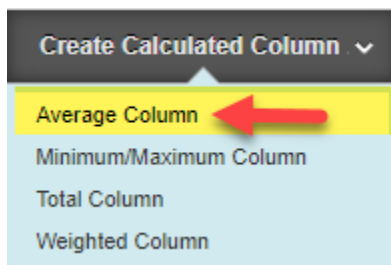 Create Calculated Column
Average Column
Minimum/Maximum Column
Total Column
Weighted Column